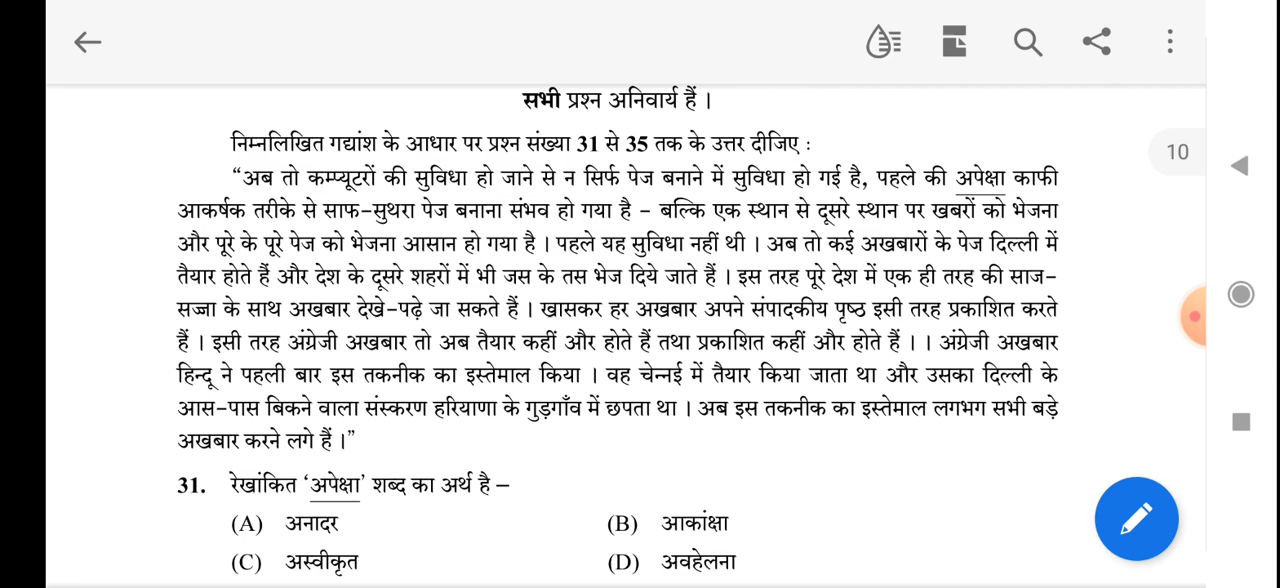 सभी प्रश्न अनिवार्य हैं ।
10
निम्नलिखित गद्यांश के आधार पर प्रश्न संख्या 31 से 35 तक के उत्तर दीजिए :
“अब तो कम्प्यूटरों की सुविधा हो जाने से न सिर्फ पेज बनाने में सुविधा हो गई है, पहले की अपेक्षा काफी
आकर्षक तरीके से साफ-सुथरा पेज बनाना संभव हो गया है – बल्कि एक स्थान से दूसरे स्थान पर खबरों को भेजना
और पूरे के पूरे पेज को भेजना आसान हो गया है । पहले यह सुविधा नहीं थी । अब तो कई अखबारों के पेज दिल्ली में
तैयार होते हैं और देश के दूसरे शहरों में भी जस के तस भेज दिये जाते हैं । इस तरह पूरे देश में एक ही तरह की साज-
सज्जा के साथ अखबार देखे-पढ़े जा सकते हैं । खासकर हर अखबार अपने संपादकीय पृष्ठ इसी तरह प्रकाशित करते
हैं । इसी तरह अंग्रेजी अखबार तो अब तैयार कहीं और होते हैं तथा प्रकाशित कहीं और होते हैं । । अंग्रेजी अखबार
हिन्दू ने पहली बार इस तकनीक का इस्तेमाल किया । वह चेन्नई में तैयार किया जाता था और उसका दिल्ली के
आस-पास बिकने वाला संस्करण हरियाणा के गुड़गाँव में छपता था । अब इस तकनीक का इस्तेमाल लगभग सभी बड़े
अखबार करने लगे हैं ।”
31. रेखांकित ‘अपेक्षा’ शब्द का अर्थ है –
(A) अनादर (B) आकांक्षा
(C) अस्वीकृत (D) अवहेलना